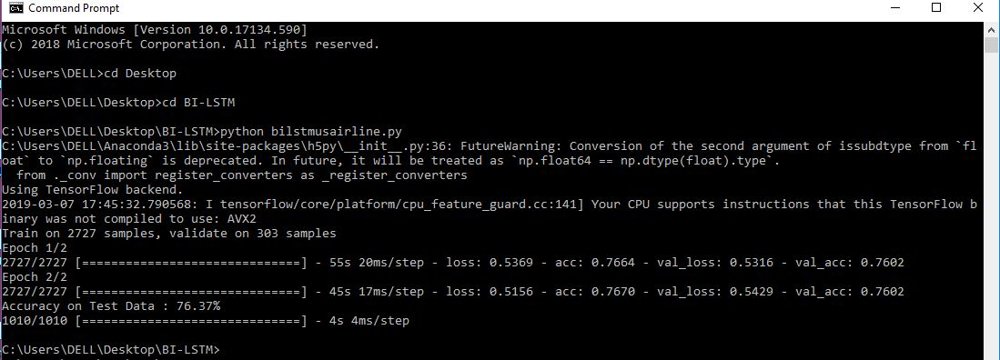 Command Prompt
Microsoft Windows [Version 10.0.17134.590]
(c) 2018 Microsoft Corporation. All rights reserved.
C:\Users\DELL>cd Desktop
C:\Users\DELL\Desktop>cd BI-LSTM
C:\Users\DELL\Desktop\BI-LSTM>python bilstmusairline.py
C:\Users\DELL\Anaconda3\lib\site-packages\h5py\__init__.py:36: FutureWarning: Conversion of the second argument of issubdtype from `fl
oat` to `np.floating` is deprecated. In future, it will be treated as `np.float64 == np.dtype(float).type`.
  from ._conv import register_converters as _register_converters
Using TensorFlow backend.
2019-03-07 17:45:32.790568: I tensorflow/core/platform/cpu_feature_guard.cc:141] Your CPU supports instructions that this TensorFlow b
inary was not compiled to use: AVX2
Train on 2727 samples, validate on 303 samples
Epoch 1/2
2727/2727 [==============================] - 55s 20ms/step - loss: 0.5369 - acc: 0.7664 - val_loss: 0.5316 - val_acc: 0.7602
Epoch 2/2
2727/2727 [==============================] - 45s 17ms/step - loss: 0.5156 - acc: 0.7670 - val_loss: 0.5429 - val_acc: 0.7602
Accuracy on Test Data : 76.37%
1010/1010 [==============================] - 4s 4ms/step
C:\Users\DELL\Desktop\BI-LSTM>